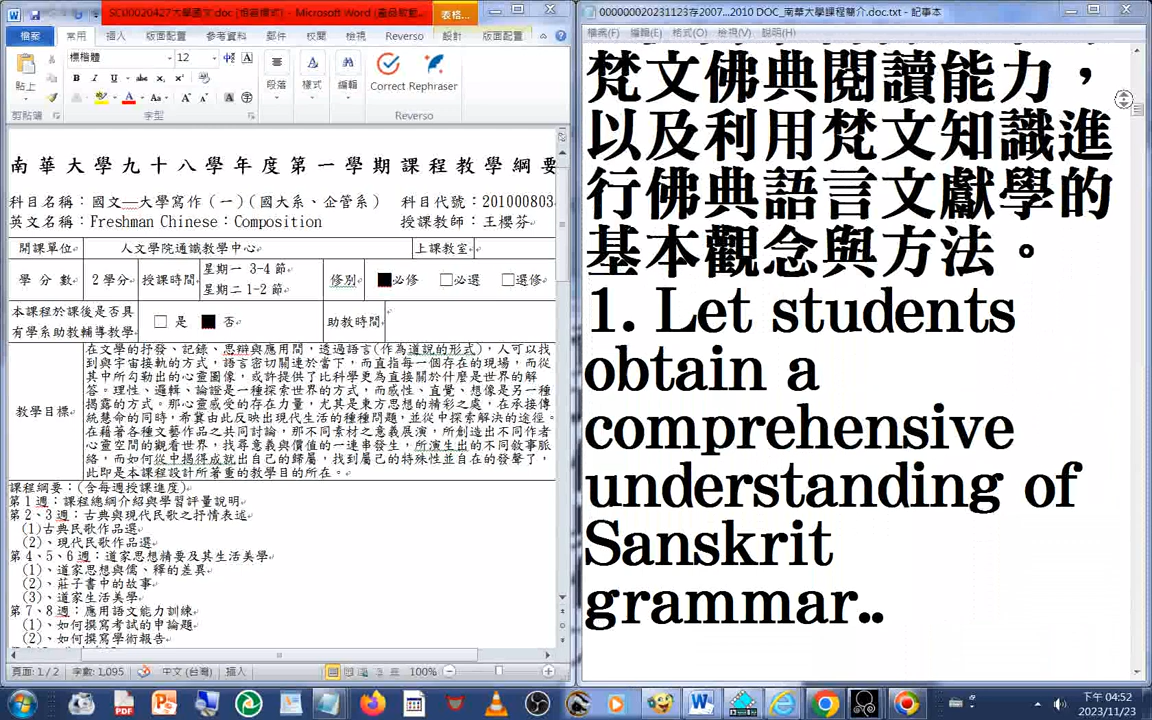 SC00020427大學國文.doc [相容模式] - Microsoft Word (產品啟動...
表格...
檔案 常用 插入 版面配置 參考資料 郵件 校閱 檢視 Reverso 設計 版面配置
標楷體 12
貼上 段落 樣式 編輯 Correct Rephraser
剪貼簿 字型 Reverso
南華大學九十八學年度第一學期課程教學綱要
科目名稱：國文—大學寫作（一）(國大系、企管系) 科目代號：201000803
英文名稱：Freshman Chinese：Composition 授課教師：王櫻芬
開課單位 人文學院通識教學中心 上課教室
學分數 2學分 授課時間 星期一 3-4節 修別 ■必修 □必選 □選修
星期二 1-2節
本課程於課後是否具 □ 是 ■ 否 助教時間
有學系助教輔導教學
教學目標
在文學的抒發、記錄、思辯與應用間，透過語言(作為道說的形式)，人可以找
到與宇宙接軌的方式，語言密切關連於當下，而直指每一個存在的現場，而從
其中所勾勒出的心靈圖像，或許提供了比科學更為直接關於什麼是世界的解
答。理性、邏輯、論證是一種探索世界的方式，而感性、直覺、想像是另一種
揭露的方式。那心靈感受的存在力量，尤其是東方思想的精彩之處，在承接傳
統慧命的同時，希冀由此反映出現代生活的種種問題，並從中探索解決的途徑。
在藉著各種文藝作品之共同討論，那不同素材之意義展演，所創造出不同作者
心靈空間的觀看世界，找尋意義與價值的一連串發生，所演生出的不同敘事脈
絡，而如何從中揭得成就出自己的歸屬，找到屬己的特殊性並自在的發聲了，
此即是本課程設計所著重的教學目的所在。
課程綱要：(含每週授課進度)
第1週：課程總綱介紹與學習評量說明
第2、3週：古典與現代民歌之抒情表述
(1)古典民歌作品選
(2)、現代民歌作品選
第4、5、6週：道家思想精要及其生活美學
(1)、道家思想與儒、釋的差異
(2)、莊子書中的故事
(3)、道家生活美學
第7、8週：應用語文能力訓練
(1)、如何撰寫考試的申論題
(2)、如何撰寫學術報告
頁面: 1 / 2 字數: 1,095 中文 (台灣) 插入 100%
000000020231123存2007...2010 DOC_南華大學課程簡介.doc.txt - 記事本
檔案(F) 編輯(E) 格式(O) 檢視(V) 說明(H)
梵文佛典閱讀能力，
以及利用梵文知識進
行佛典語言文獻學的
基本觀念與方法。
1. Let students
obtain a
comprehensive
understanding of
Sanskrit
grammar..
下午 04:52
2023/11/23